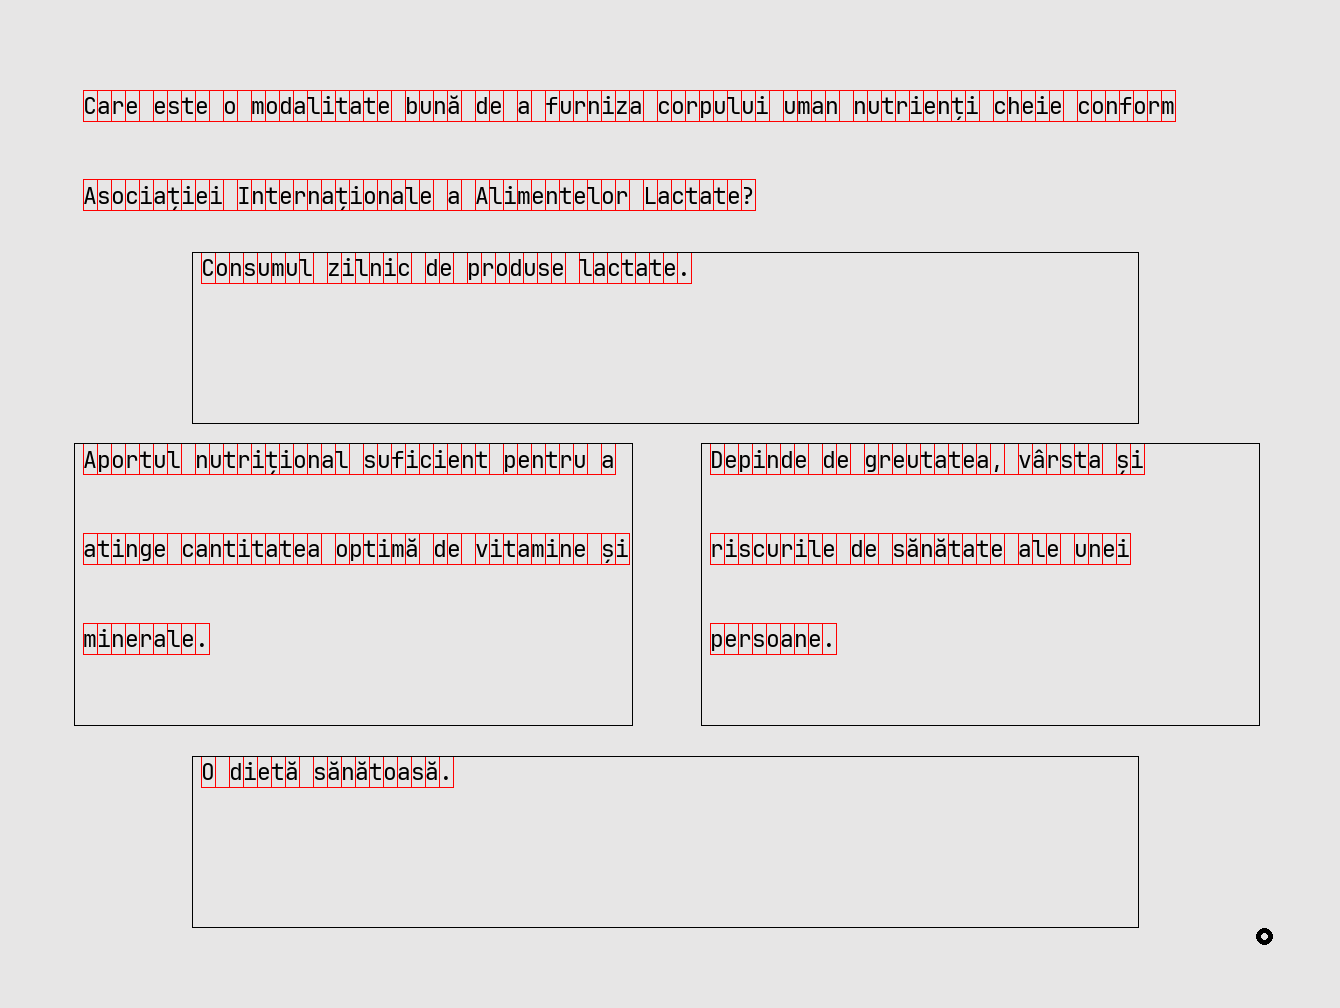 Care este o modalitate bună de a furniza corpului uman nutrienți cheie conform
Asociației Internaționale a Alimentelor Lactate?
Consumul zilnic de produse lactate.
Aportul nutrițional suficient pentru a
atinge cantitatea optimă de vitamine și
minerale.
Depinde de greutatea, vârsta și
riscurile de sănătate ale unei
persoane.
O dietă sănătoasă.